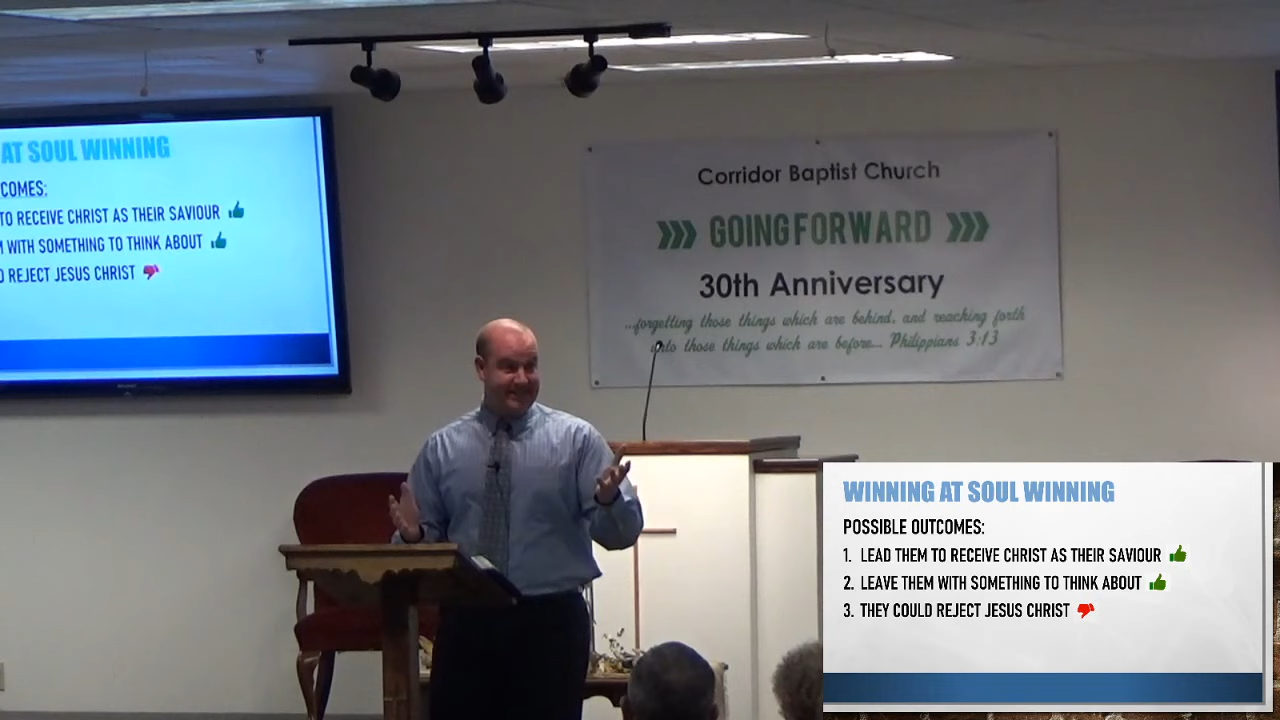 AT SOUL WINNING
COMES:
TO RECEIVE CHRIST AS THEIR SAVIOUR
M WITH SOMETHING TO THINK ABOUT
D REJECT JESUS CHRIST
Corridor Baptist Church
GOING FORWARD
30th Anniversary
...forgetting those things which are behind, and reaching forth
unto those things which are before... Philippians 3:13
WINNING AT SOUL WINNING
POSSIBLE OUTCOMES:
1. LEAD THEM TO RECEIVE CHRIST AS THEIR SAVIOUR
2. LEAVE THEM WITH SOMETHING TO THINK ABOUT
3. THEY COULD REJECT JESUS CHRIST